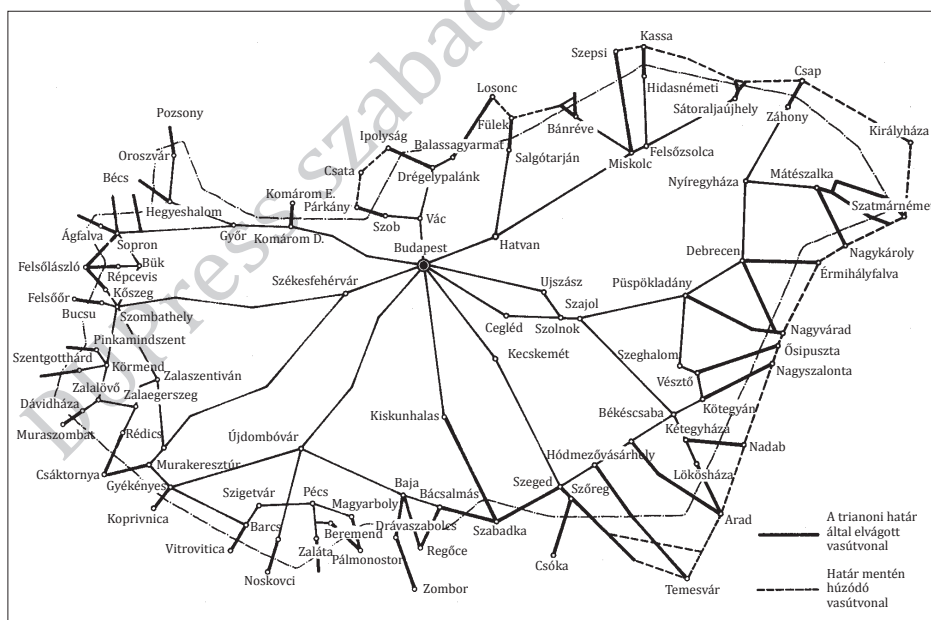 DUPress szabad
Kassa
Szepsi
Csap
Losonc
Hidasnémeti
Sátoraljaújhely
Záhony
Fülek
Bánréve
Királyháza
Pozsony
Ipolyság
Balassagyarmat
Salgótarján
Miskolc
Felsőzsolca
Oroszvár
Csata
Drégelypalánk
Nyíregyháza
Mátészalka
Bécs
Komárom E.
Párkány
Szatmárnémeti
Hegyeshalom
Szob
Vác
Ágfalva
Sopron
Győr
Komárom D.
Budapest
Hatvan
Debrecen
Nagykároly
Felsőlászló
Bük
Répcevis
Székesfehérvár
Érmihályfalva
Kőszeg
Ujszász
Püspökladány
Felsőőr
Szajol
Bucsu
Szombathely
Cegléd
Szolnok
Nagyvárad
Pinkamindszent
Ősipuszta
Szentgotthárd
Kecskemét
Szeghalom
Nagyszalonta
Körmend
Zalaszentiván
Vésztő
Zalalövő
Dávidháza
Zalaegerszeg
Kiskunhalas
Békéscsaba
Kötegyán
Muraszombat
Rédics
Újdombóvár
Kétegyháza
Nadab
Hódmezővásárhely
Csáktornya
Murakeresztúr
Lökösháza
Gyékényes
Szigetvár
Pécs
Baja
Bácsalmás
Szeged
Szőreg
Magyarboly
Koprivnica
Barcs
Drávaszabolcs
Arad
Beremend
Szabadka
Vitrovitica
Zaláta
Pálmonostor
Regőce
Csóka
Noskovci
Zombor
Temesvár
A trianoni határ
által elvágott
vasútvonal
Határ mentén
húzódó
vasútvonal